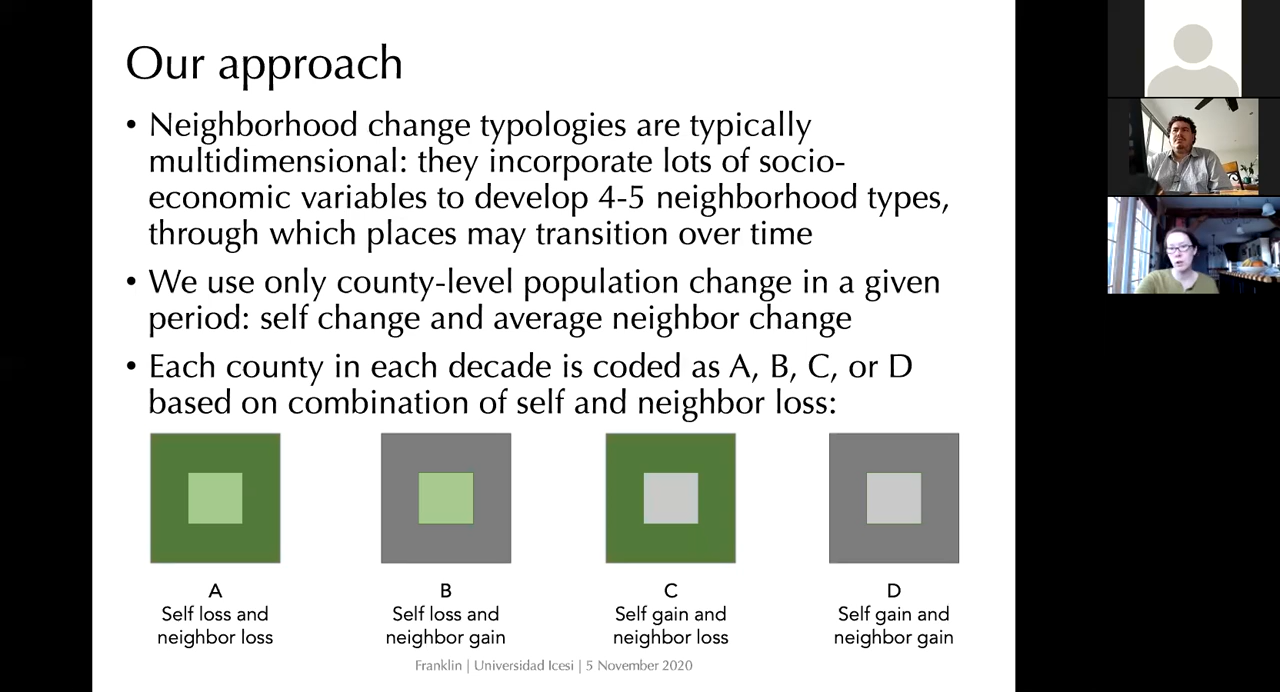 Our approach
• Neighborhood change typologies are typically
multidimensional: they incorporate lots of socio-
economic variables to develop 4-5 neighborhood types,
through which places may transition over time
• We use only county-level population change in a given
period: self change and average neighbor change
• Each county in each decade is coded as A, B, C, or D
based on combination of self and neighbor loss:
A
Self loss and
neighbor loss
B
Self loss and
neighbor gain
C
Self gain and
neighbor loss
D
Self gain and
neighbor gain
Franklin | Universidad Icesi | 5 November 2020